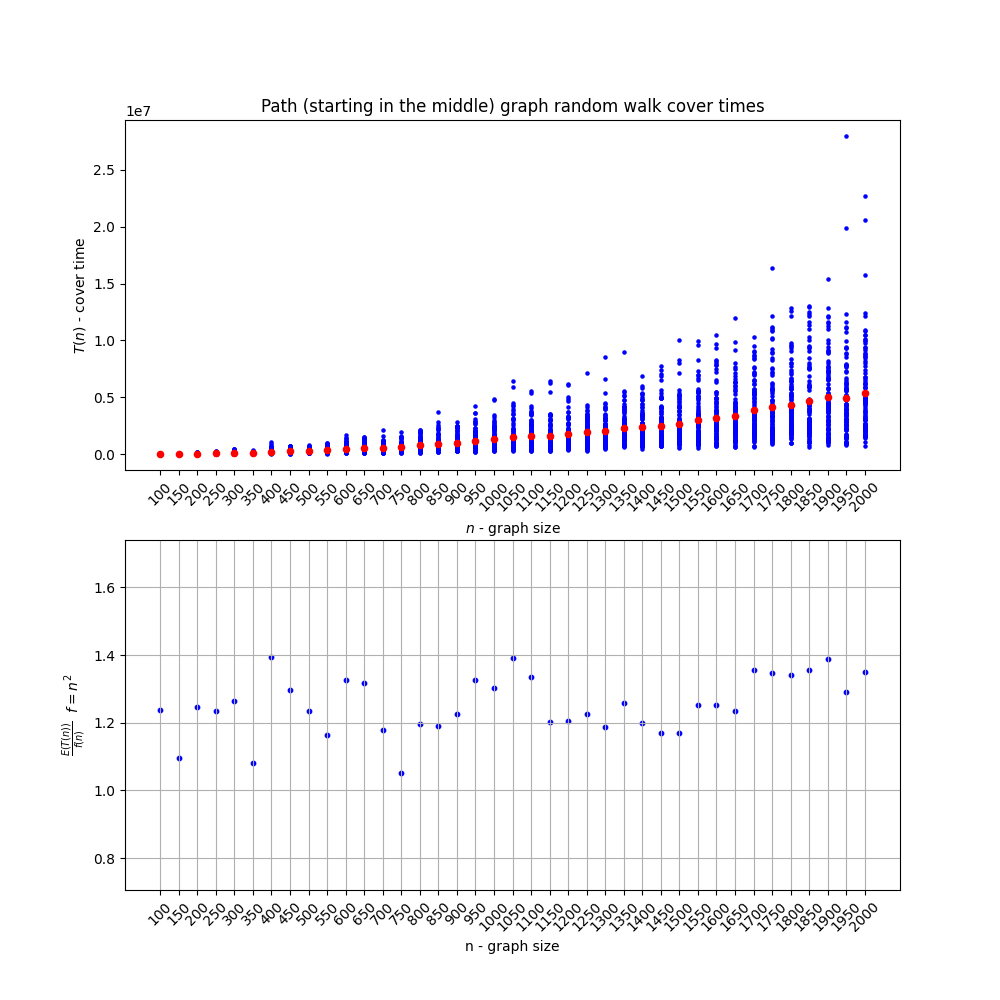 Path (starting in the middle) graph random walk cover times
1e7
2.5
2.0
1.5
1.0
0.5
0.0
T(n) - cover time
100 150 200 250 300 350 400 450 500 550 600 650 700 750 800 850 900 950 1000 1050 1100 1150 1200 1250 1300 1350 1400 1450 1500 1550 1600 1650 1700 1750 1800 1850 1900 1950 2000
n - graph size
1.6
1.4
1.2
1.0
0.8
E(T(n))/f(n) f = n²
100 150 200 250 300 350 400 450 500 550 600 650 700 750 800 850 900 950 1000 1050 1100 1150 1200 1250 1300 1350 1400 1450 1500 1550 1600 1650 1700 1750 1800 1850 1900 1950 2000
n - graph size